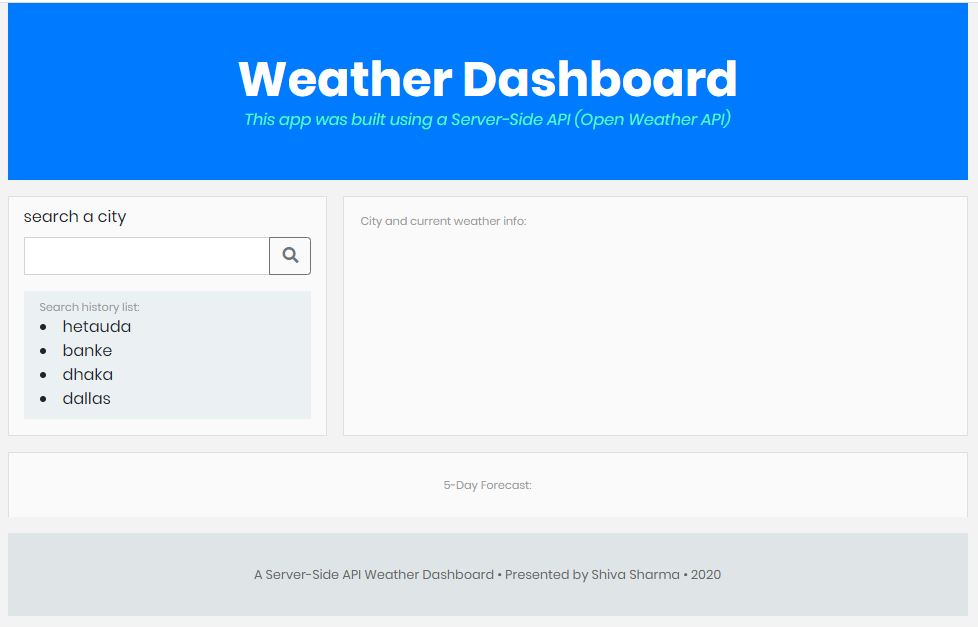 Weather Dashboard
This app was built using a Server-Side API (Open Weather API)
search a city
Search history list:
hetauda
banke
dhaka
dallas
City and current weather info:
5-Day Forecast:
A Server-Side API Weather Dashboard • Presented by Shiva Sharma • 2020